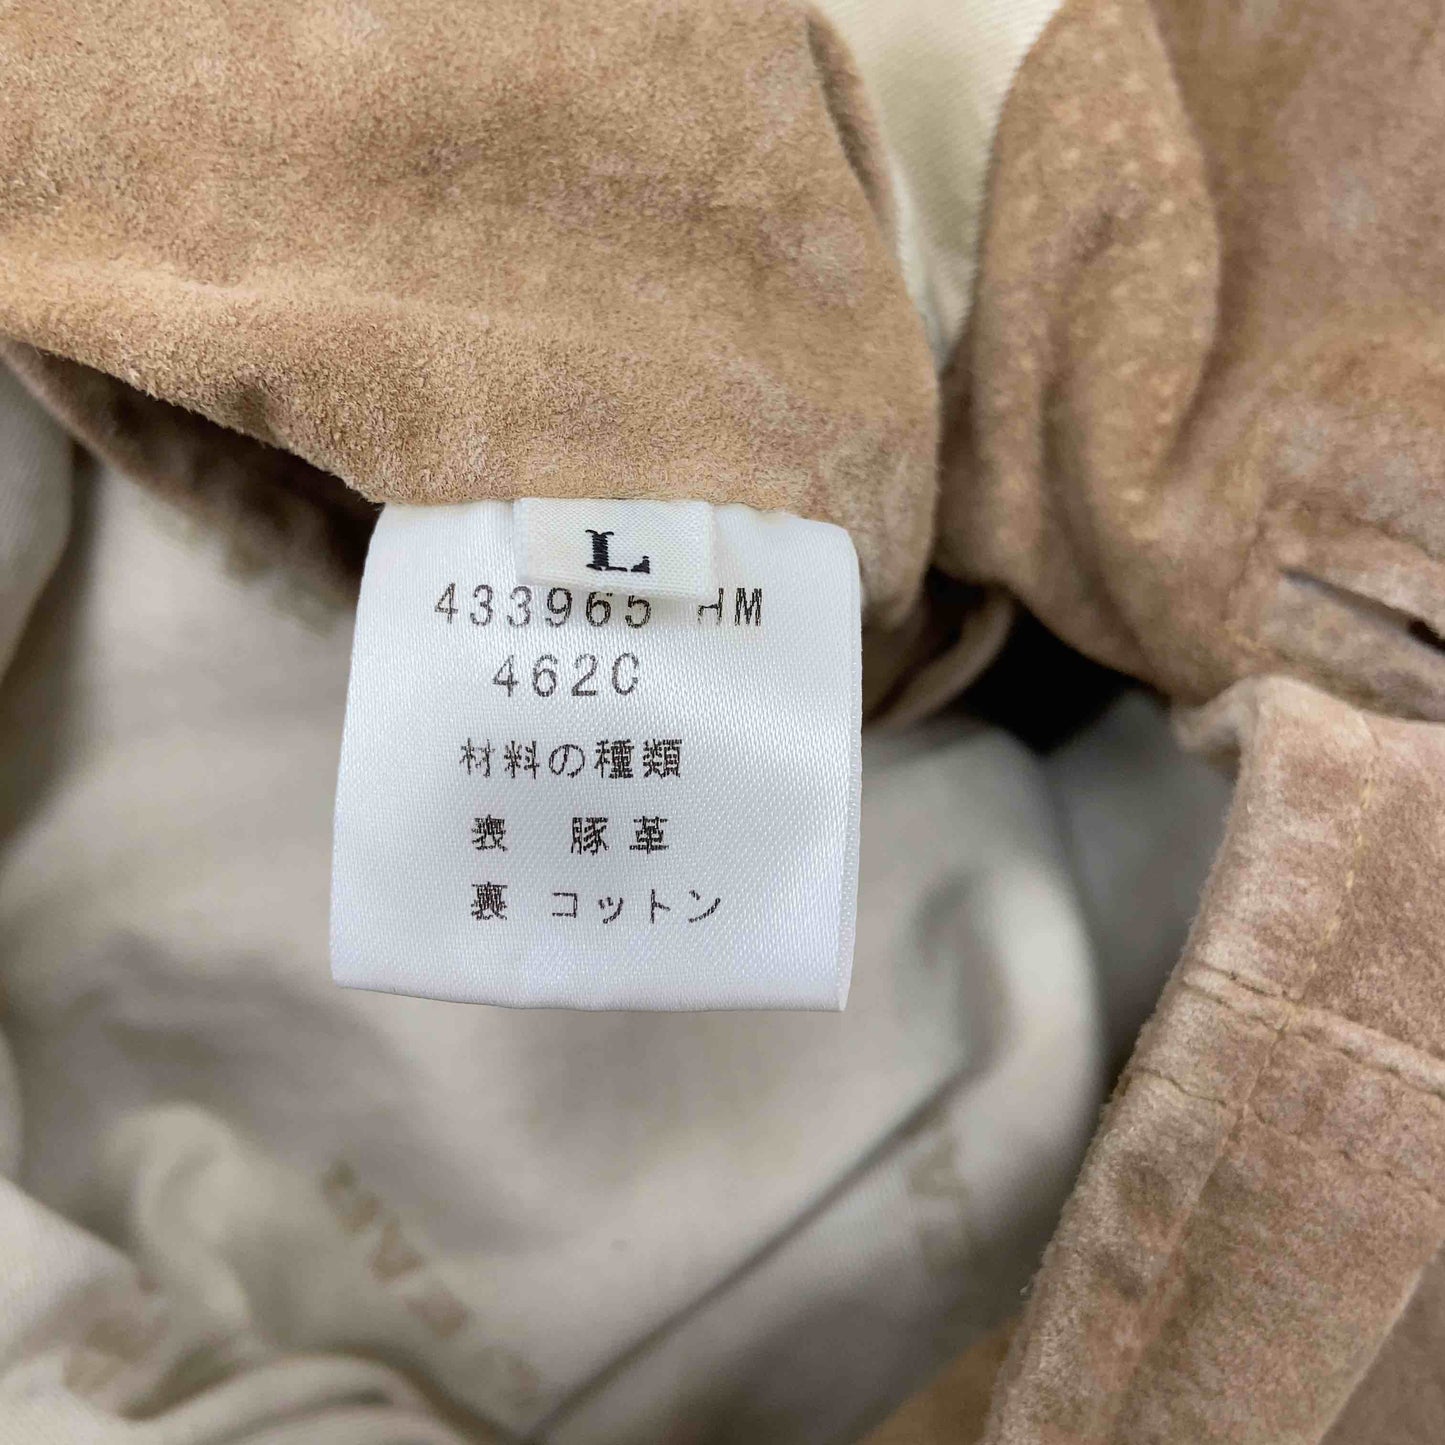 L
433965 HM
462C
材料の種類
表 豚革
裏 コットン